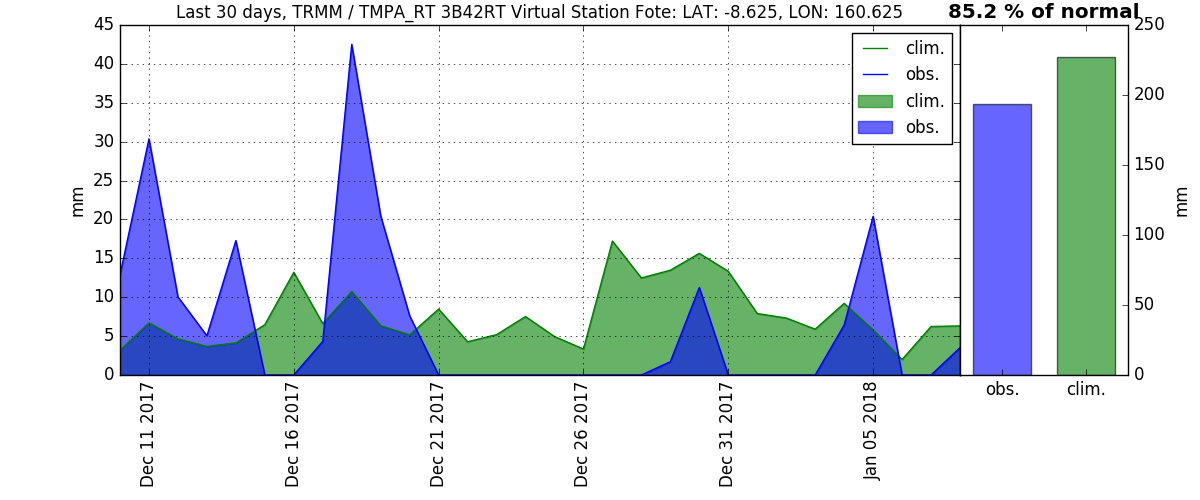 Last 30 days, TRMM / TMPA_RT 3B42RT Virtual Station Fote: LAT: -8.625, LON: 160.625
85.2 % of normal
45
40
35
30
25
20
15
10
5
0
mm
clim.
obs.
clim.
obs.
250
200
150
100
50
0
mm
Dec 11 2017
Dec 16 2017
Dec 21 2017
Dec 26 2017
Dec 31 2017
Jan 05 2018
obs.
clim.